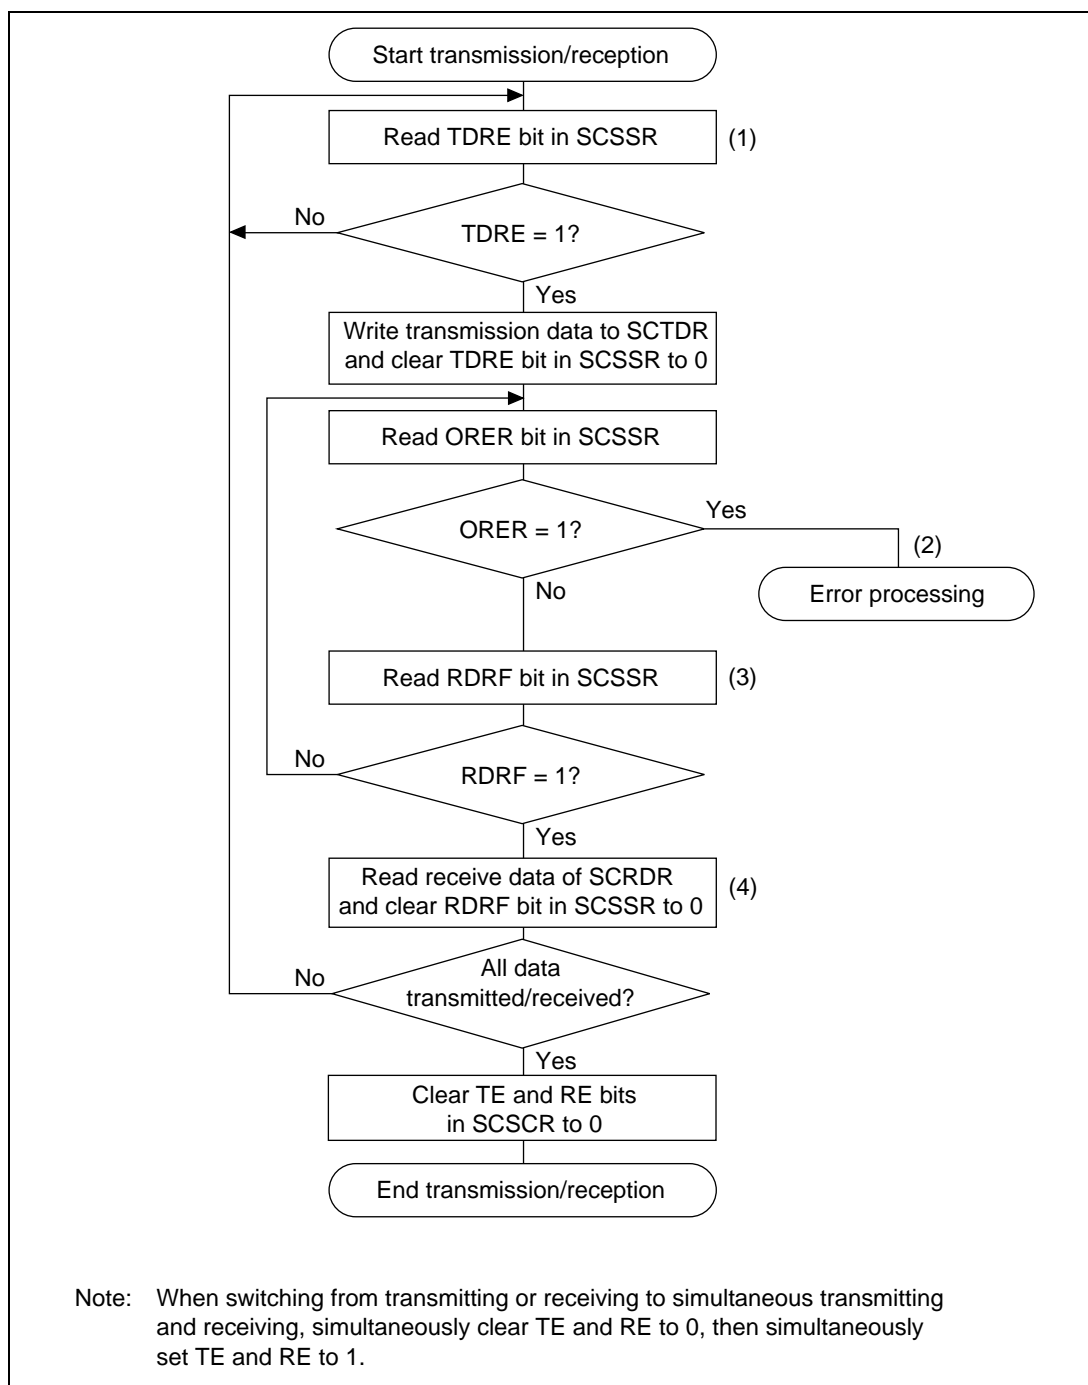 Start transmission/reception
Read TDRE bit in SCSSR
(1)
No
TDRE = 1?
Yes
Write transmission data to SCTDR
and clear TDRE bit in SCSSR to 0
Read ORER bit in SCSSR
ORER = 1?
Yes
(2)
Error processing
No
Read RDRF bit in SCSSR
(3)
No
RDRF = 1?
Yes
Read receive data of SCRDR
and clear RDRF bit in SCSSR to 0
(4)
No
All data
transmitted/received?
Yes
Clear TE and RE bits
in SCSCR to 0
End transmission/reception
Note: When switching from transmitting or receiving to simultaneous transmitting
and receiving, simultaneously clear TE and RE to 0, then simultaneously
set TE and RE to 1.